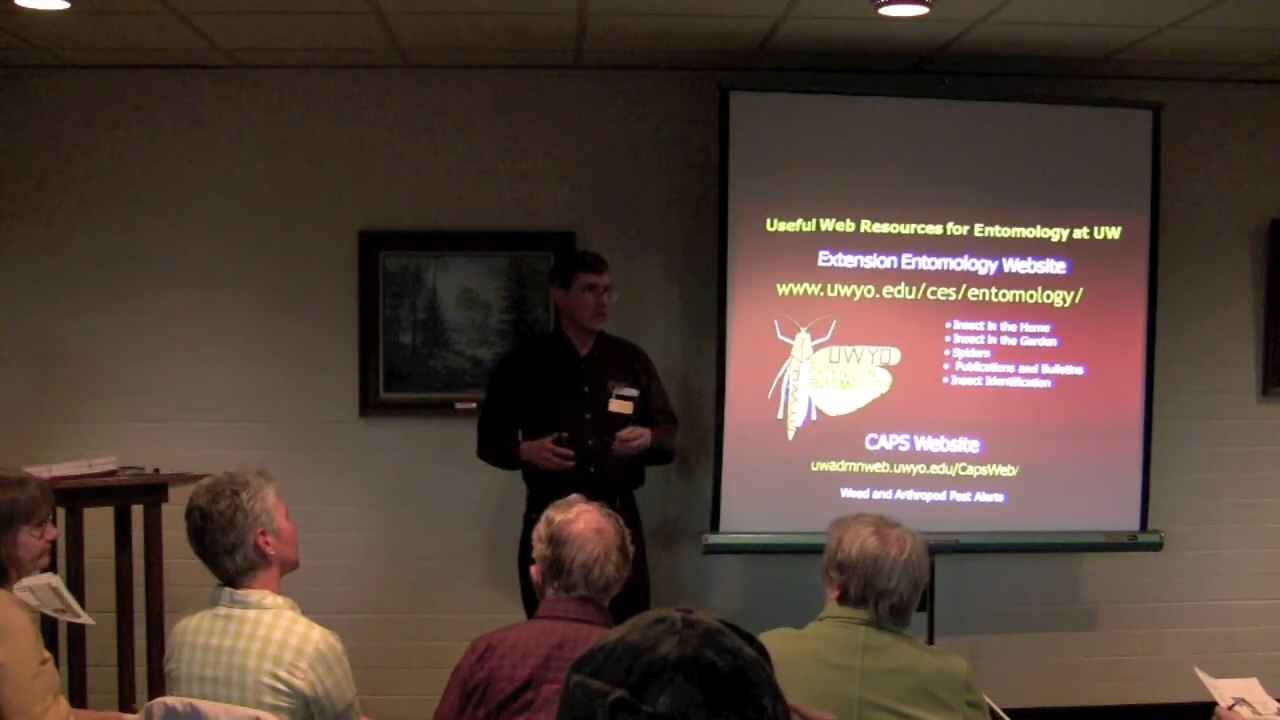 Useful Web Resources for Entomology at UW
Extension Entomology Website
www.uwyo.edu/ces/entomology/
• Insect in the Home
• Insect in the Garden
• Spiders
• Publications and Bulletins
• Insect Identification
UWYO
EXTENSION
ENTOMOLOGY
CAPS Website
uwadmnweb.uwyo.edu/CapsWeb/
Weed and Arthropod Pest Alerts